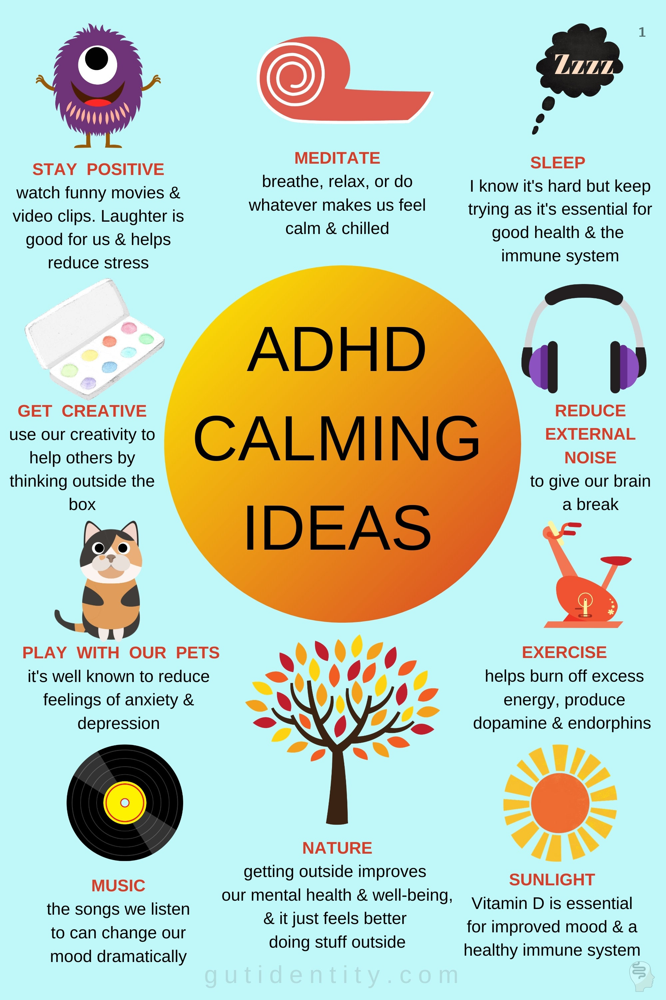 1
Zzzz
STAY POSITIVE
watch funny movies &
video clips. Laughter is
good for us & helps
reduce stress
MEDITATE
breathe, relax, or do
whatever makes us feel
calm & chilled
SLEEP
I know it's hard but keep
trying as it's essential for
good health & the
immune system
ADHD
CALMING
IDEAS
GET CREATIVE
use our creativity to
help others by
thinking outside the
box
REDUCE
EXTERNAL
NOISE
to give our brain
a break
PLAY WITH OUR PETS
it's well known to reduce
feelings of anxiety &
depression
EXERCISE
helps burn off excess
energy, produce
dopamine & endorphins
MUSIC
the songs we listen
to can change our
mood dramatically
NATURE
getting outside improves
our mental health & well-being,
& it just feels better
doing stuff outside
SUNLIGHT
Vitamin D is essential
for improved mood & a
healthy immune system
gutidentity.com